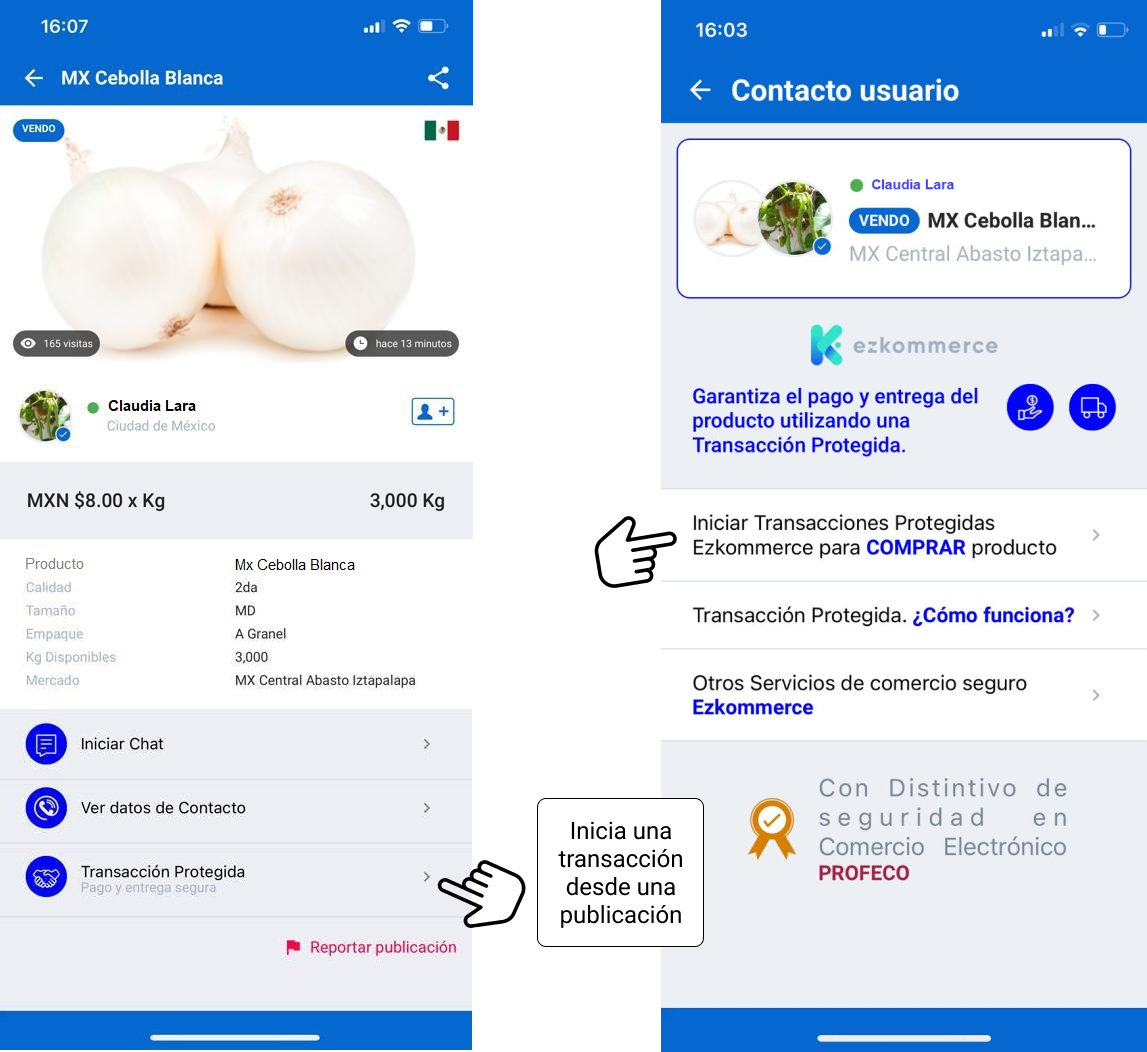 16:07
MX Cebolla Blanca
VENDO
165 visitas
hace 13 minutos
Claudia Lara
Ciudad de México
MXN $8.00 x Kg
3,000 Kg
Producto Mx Cebolla Blanca
Calidad 2da
Tamaño MD
Empaque A Granel
Kg Disponibles 3,000
Mercado MX Central Abasto Iztapalapa
Iniciar Chat
Ver datos de Contacto
Transacción Protegida
Pago y entrega segura
Reportar publicación
Inicia una
transacción
desde una
publicación
16:03
Contacto usuario
Claudia Lara
VENDO MX Cebolla Blan...
MX Central Abasto Iztapa...
ezkommerce
Garantiza el pago y entrega del
producto utilizando una
Transacción Protegida.
Iniciar Transacciones Protegidas
Ezkommerce para COMPRAR producto
Transacción Protegida. ¿Cómo funciona?
Otros Servicios de comercio seguro
Ezkommerce
Con Distintivo de
seguridad en
Comercio Electrónico
PROFECO